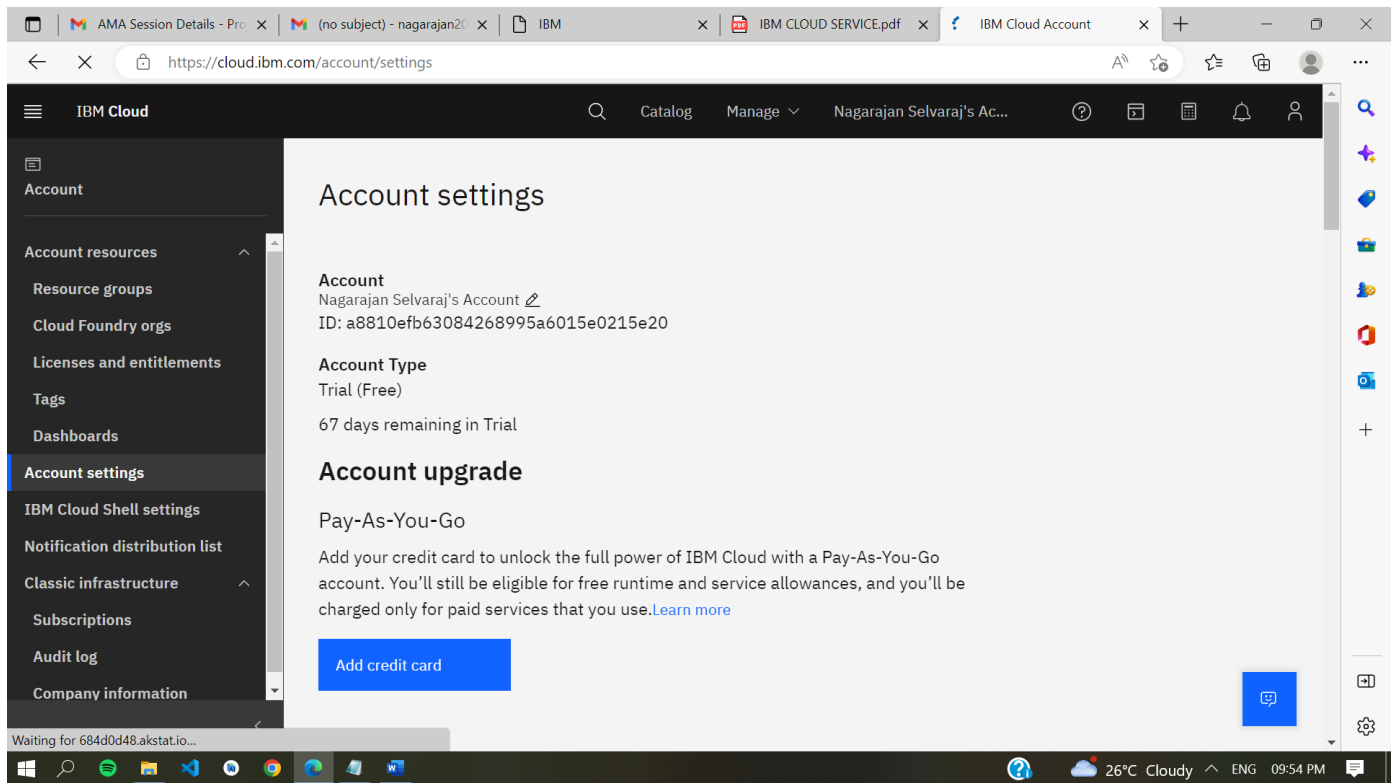 AMA Session Details - Pro
(no subject) - nagarajan20
IBM
IBM CLOUD SERVICE.pdf
IBM Cloud Account
https://cloud.ibm.com/account/settings
IBM Cloud
Catalog
Manage
Nagarajan Selvaraj's Ac...
Account
Account resources
Resource groups
Cloud Foundry orgs
Licenses and entitlements
Tags
Dashboards
Account settings
IBM Cloud Shell settings
Notification distribution list
Classic infrastructure
Subscriptions
Audit log
Company information
Account settings
Account
Nagarajan Selvaraj's Account
ID: a8810efb63084268995a6015e0215e20
Account Type
Trial (Free)
67 days remaining in Trial
Account upgrade
Pay-As-You-Go
Add your credit card to unlock the full power of IBM Cloud with a Pay-As-You-Go
account. You’ll still be eligible for free runtime and service allowances, and you’ll be
charged only for paid services that you use.Learn more
Add credit card
Waiting for 684d0d48.akstat.io...
26°C Cloudy
ENG
09:54 PM